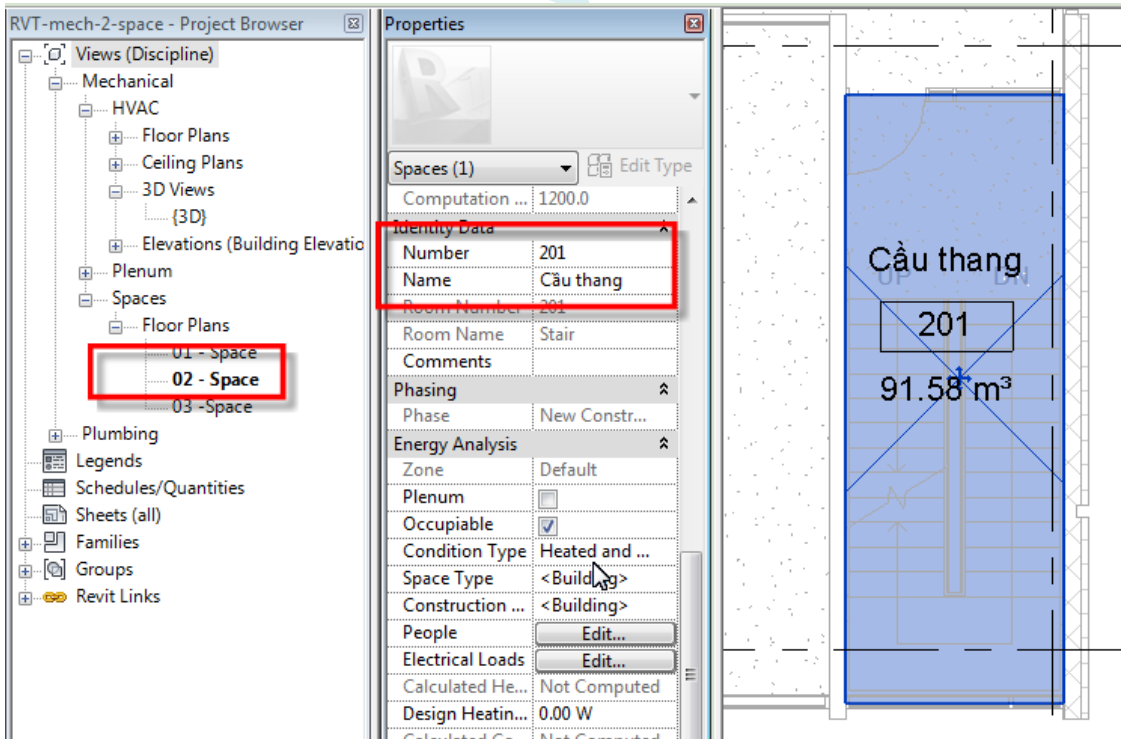 RVT-mech-2-space - Project Browser
Views (Discipline)
Mechanical
HVAC
Floor Plans
Ceiling Plans
3D Views
{3D}
Elevations (Building Elevatio
Plenum
Spaces
Floor Plans
01 - Space
02 - Space
03 -Space
Plumbing
Legends
Schedules/Quantities
Sheets (all)
Families
Groups
Revit Links
Properties
Spaces (1)
Edit Type
Computation ... 1200.0
Identity Data
Number 201
Name Cầu thang
Room Number 201
Room Name Stair
Comments
Phasing
Phase New Constr...
Energy Analysis
Zone Default
Plenum
Occupiable
Condition Type Heated and ...
Space Type <Building>
Construction ... <Building>
People Edit...
Electrical Loads Edit...
Calculated He... Not Computed
Design Heatin... 0.00 W
Calculated Co... Not Computed
Cầu thang
UP DN
201
91.58 m³